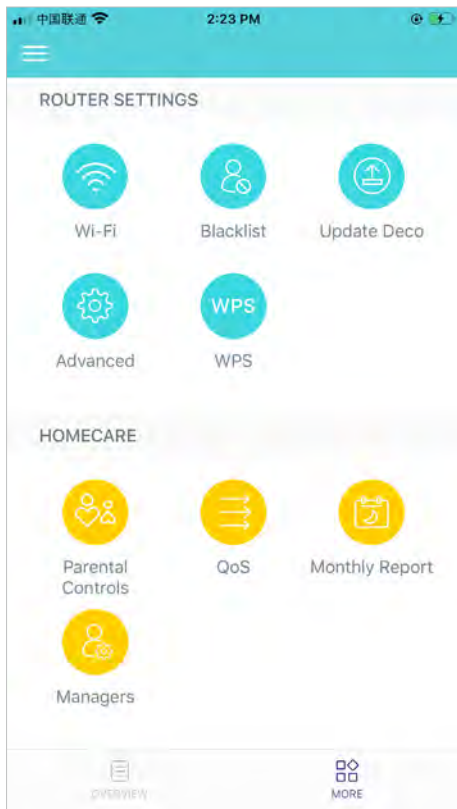 中国联通 2:23 PM
ROUTER SETTINGS
Wi-Fi Blacklist Update Deco
WPS
Advanced WPS
HOMECARE
Parental Controls QoS Monthly Report
Managers
OVERVIEW MORE